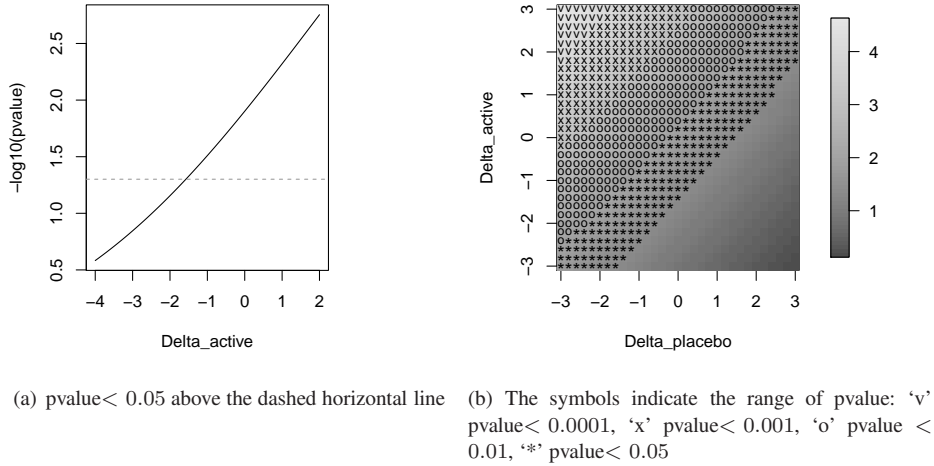 −log10(pvalue)
2.5
2.0
1.5
1.0
0.5
−4 −3 −2 −1 0 1 2
Delta_active
Delta_active
3
2
1
0
−1
−2
−3
−3 −2 −1 0 1 2 3
Delta_placebo
4
3
2
1
(a) pvalue< 0.05 above the dashed horizontal line
(b) The symbols indicate the range of pvalue: ‘v’
pvalue< 0.0001, ‘x’ pvalue< 0.001, ‘o’ pvalue <
0.01, ‘*’ pvalue< 0.05